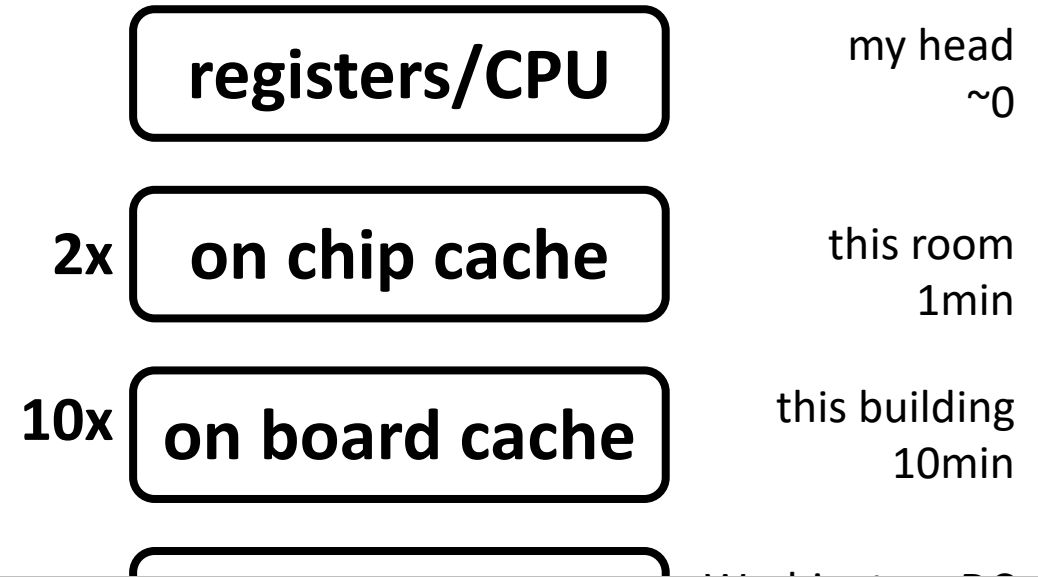 registers/CPU
my head
~0
2x
on chip cache
this room
1min
10x
on board cache
this building
10min